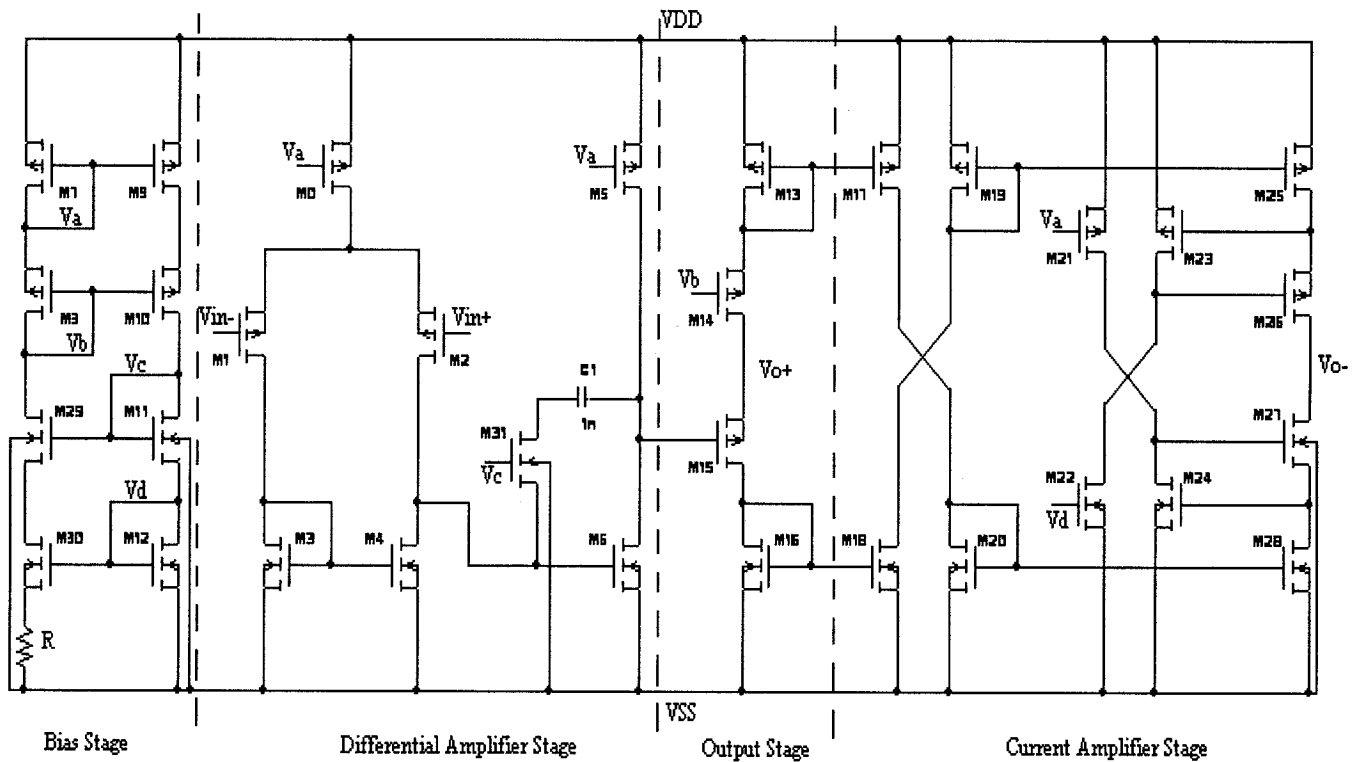 VDD
Va
Va
M7
M9
M0
M5
M13
M17
M19
M25
Va
Va
M21
M23
M8
M10
Vb
M14
M26
Vb
Vin-
Vin+
M1
M2
Vc
Vo+
Vo-
C1
1n
M29
M11
M31
Vc
M15
M27
Vd
M22
M24
Vd
M30
M12
M3
M4
M6
M16
M18
M20
M28
R
VSS
Bias Stage
Differential Amplifier Stage
Output Stage
Current Amplifier Stage